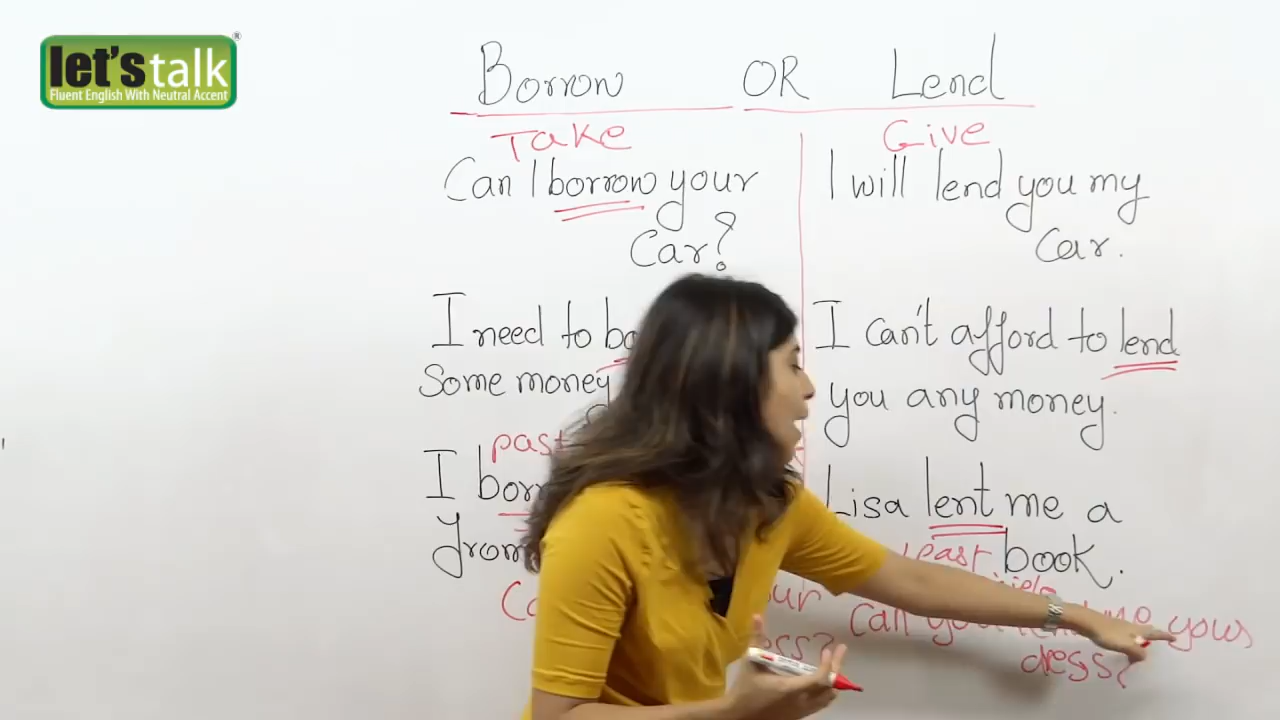 let's talk ®
Fluent English With Neutral Accent
Borrow OR Lend
Take
Can I borrow your
Car?
I need to
Some money
past
I
from
Give
I will lend you my
Car.
I can't afford to lend
you any money.
Lisa lent me a
past book.
Can you lend me your
dress?